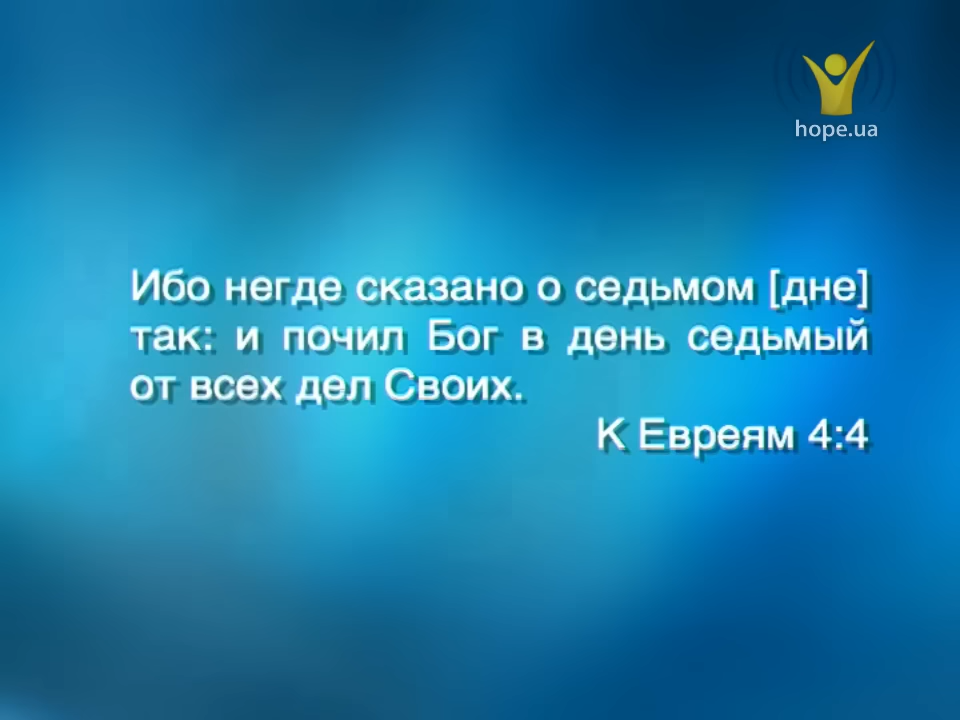 hope.ua
Ибо негде сказано о седьмом [дне]
так: и почил Бог в день седьмый
от всех дел Своих.
К Евреям 4:4